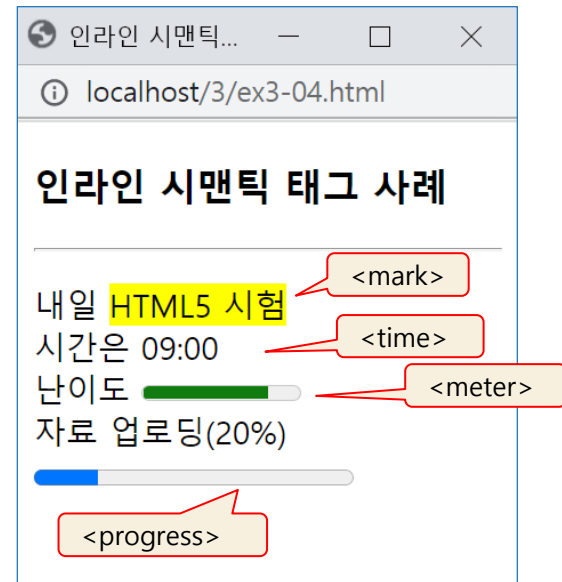 인라인 시맨틱...
localhost/3/ex3-04.html
인라인 시맨틱 태그 사례
<mark>
내일 HTML5 시험
<time>
시간은 09:00
<meter>
난이도
자료 업로딩(20%)
<progress>